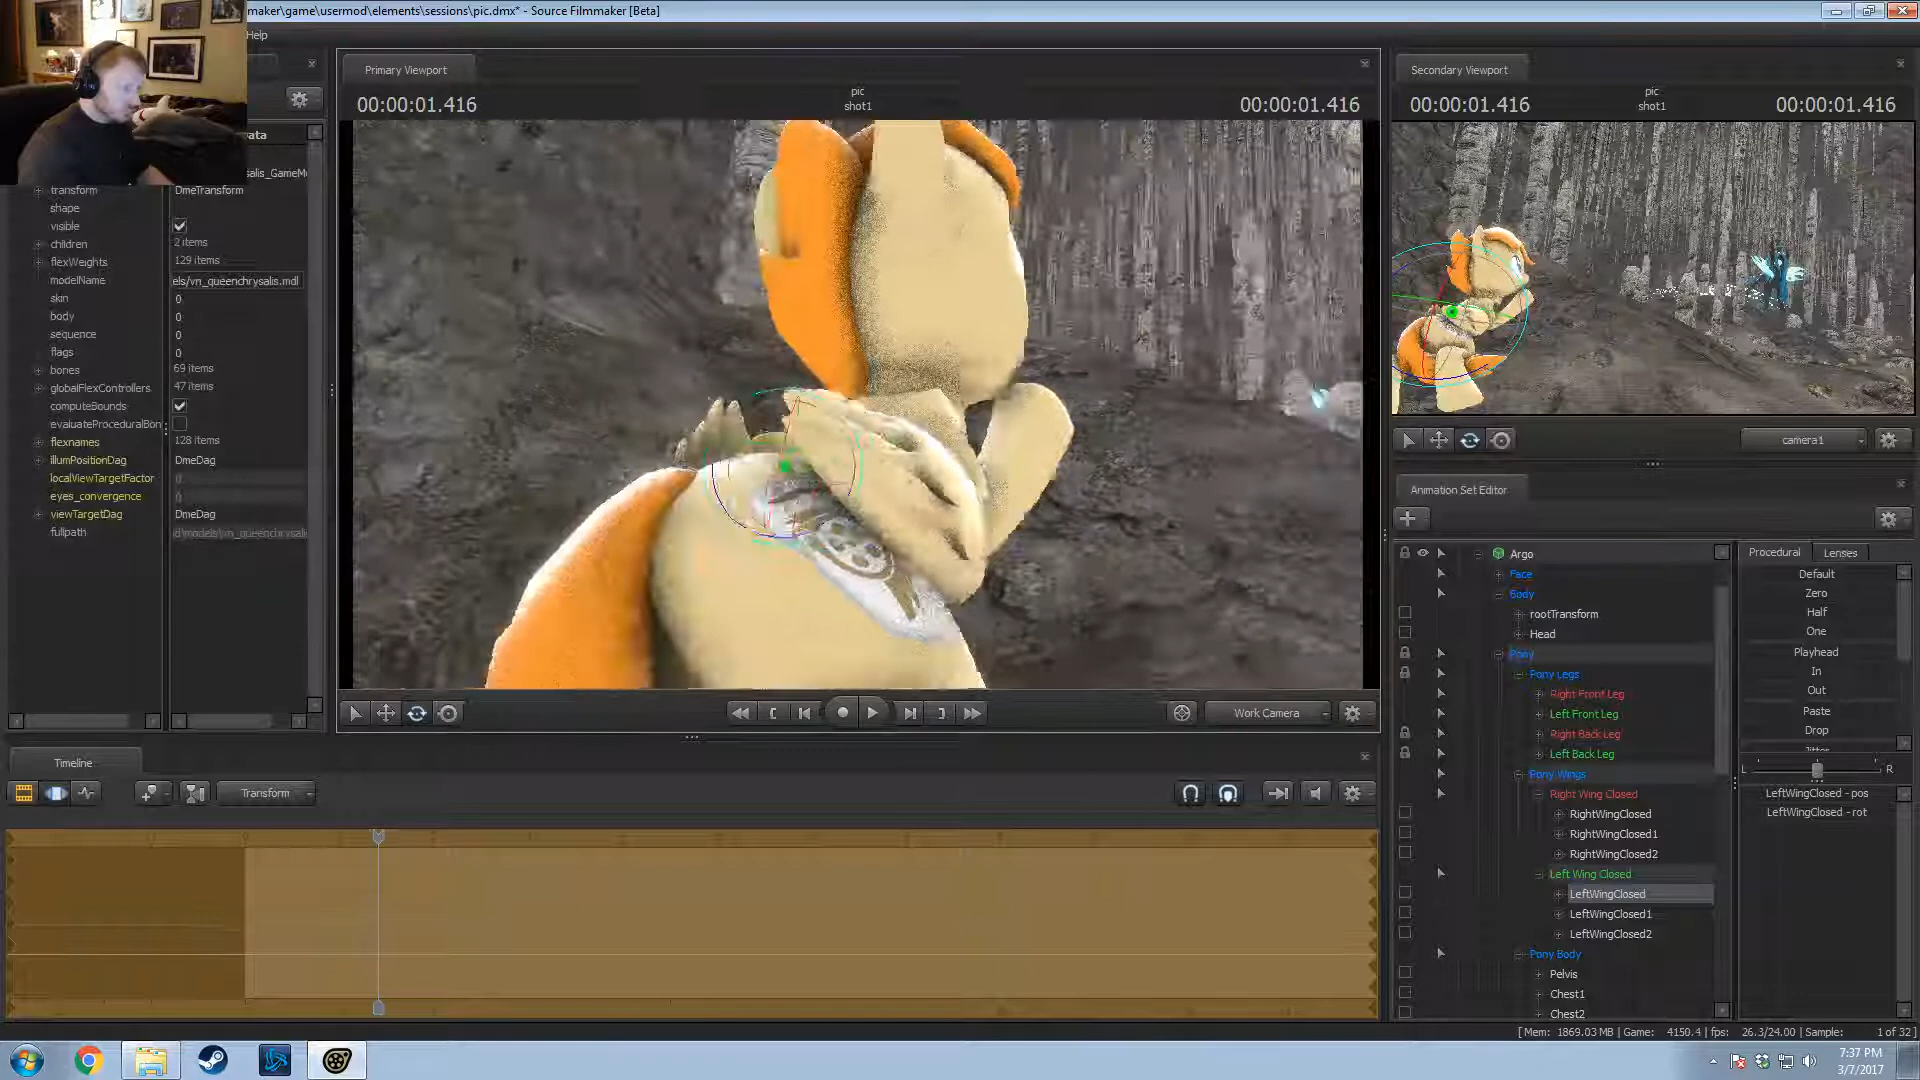 maker\game\usermod\elements\sessions\pic.dmx* - Source Filmmaker [Beta]
Help
Primary Viewport
00:00:01.416
pic
shot1
00:00:01.416
Secondary Viewport
00:00:01.416
pic
shot1
00:00:01.416
transform
DmeTransform
shape
visible
children
2 items
flexWeights
129 items
modelName
els/vn_queenchrysalis.mdl
skin
0
body
0
sequence
0
flags
0
bones
69 items
globalFlexControllers
47 items
computeBounds
evaluateProceduralBon
flexnames
128 items
illumPositionDag
DmeDag
localViewTargetFactor
eyes_convergence
viewTargetDag
DmeDag
fullpath
d\models\vn_queenchrysalis
Work Camera
camera1
Animation Set Editor
Argo
Face
Body
rootTransform
Head
Pony
Pony Legs
Right Front Leg
Left Front Leg
Right Back Leg
Left Back Leg
Pony Wings
Right Wing Closed
RightWingClosed
RightWingClosed1
RightWingClosed2
Left Wing Closed
LeftWingClosed
LeftWingClosed1
LeftWingClosed2
Pony Body
Pelvis
Chest1
Chest2
Procedural
Lenses
Default
Zero
Half
One
Playhead
In
Out
Paste
Drop
Jitter
L
R
LeftWingClosed - pos
LeftWingClosed - rot
Timeline
Transform
[ Mem: 1869.03 MB | Game: 4150.4 | fps: 26.3/24.00 | Sample: 1 of 32 ]
7:37 PM
3/7/2017